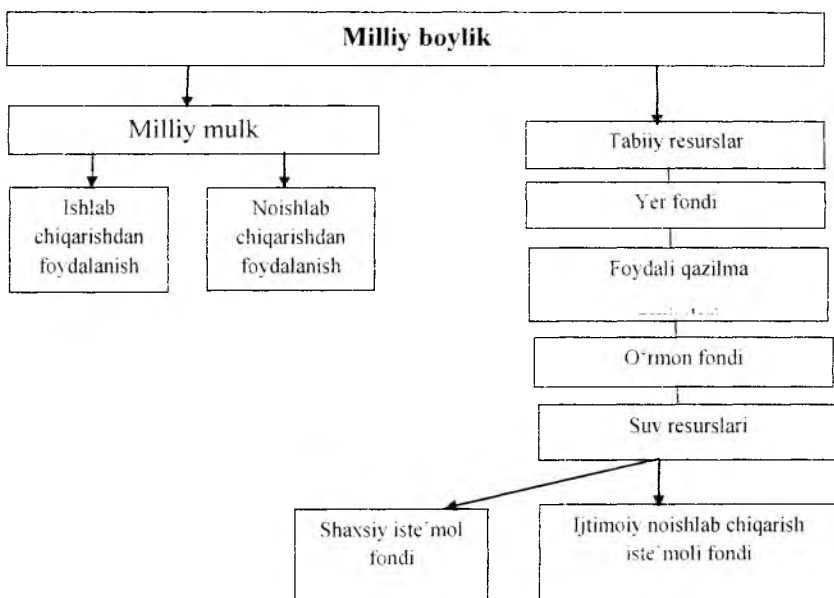 Milliy boylik
Milliy mulk
Tabiiy resurslar
Ishlab
chiqarishdan
foydalanish
Noishlab
chiqarishdan
foydalanish
Yer fondi
Foydali qazilma
O‘rmon fondi
Suv resurslari
Shaxsiy iste`mol
fondi
Ijtimoiy noishlab chiqarish
iste`moli fondi